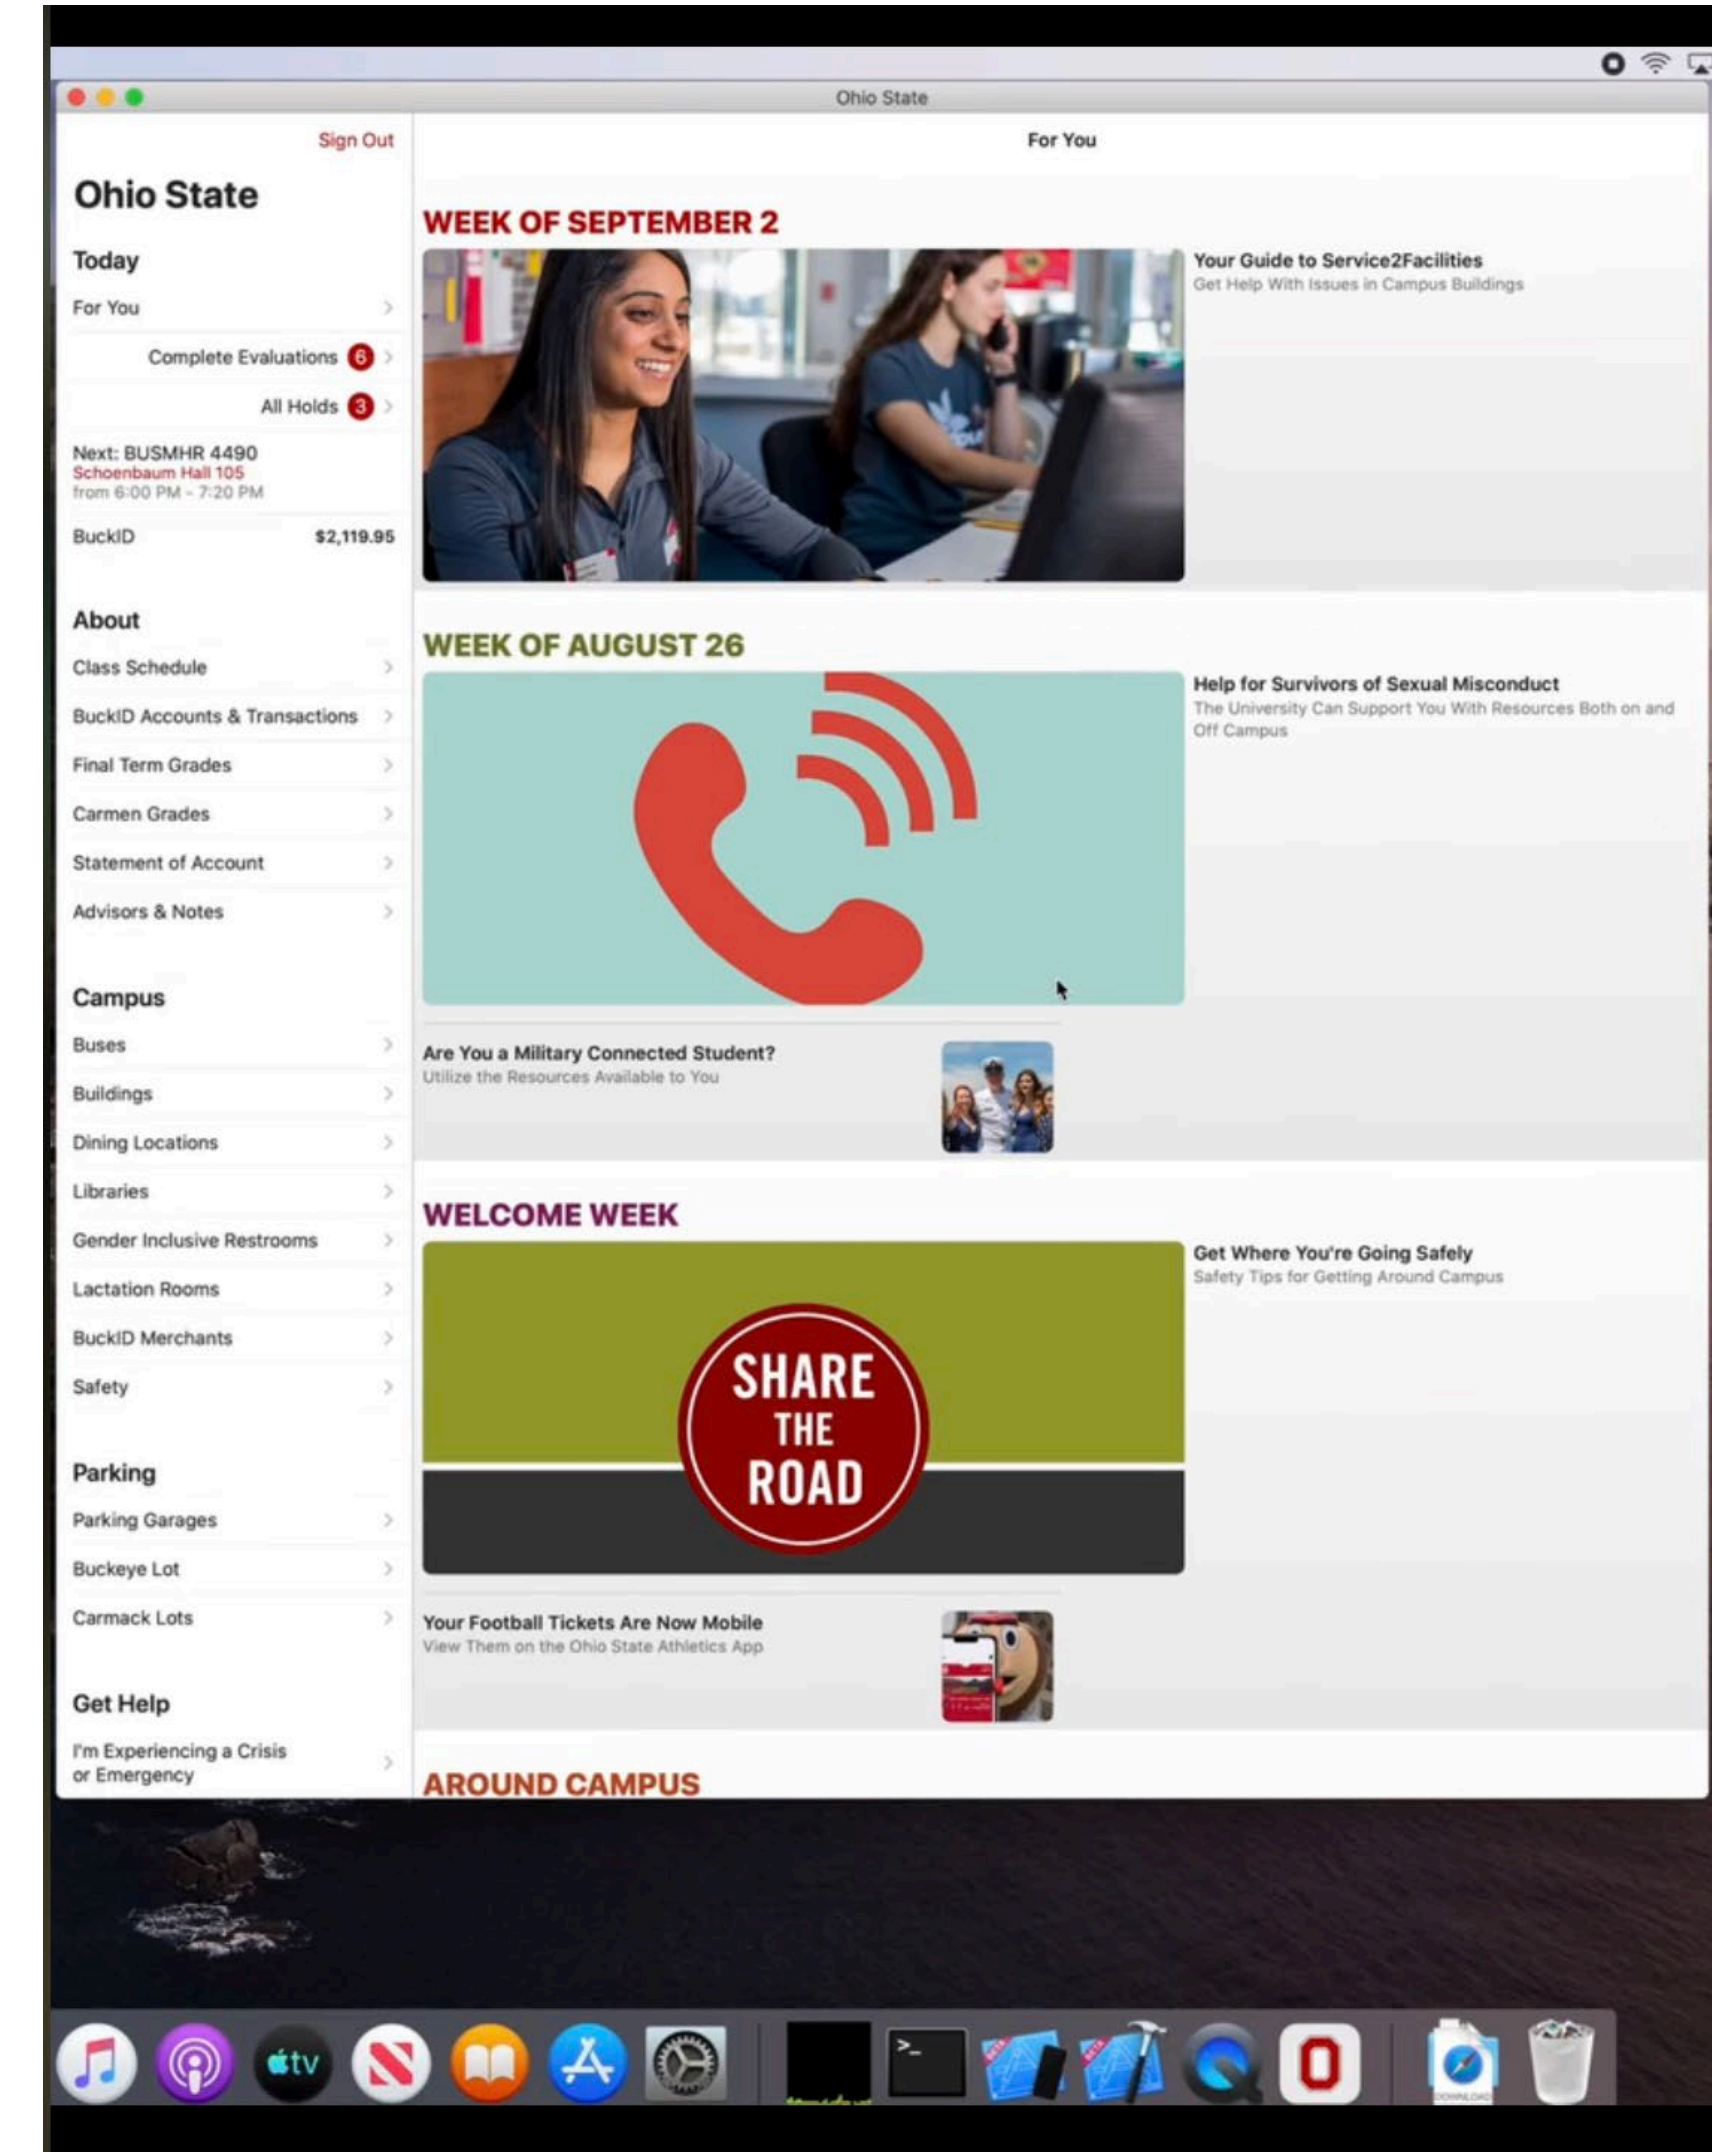 Ohio State
Sign Out
Ohio State
Today
For You
Complete Evaluations 6
All Holds 3
Next: BUSMHR 4490
Schoenbaum Hall 105
from 6:00 PM - 7:20 PM
BuckID $2,119.95
About
Class Schedule
BuckID Accounts & Transactions
Final Term Grades
Carmen Grades
Statement of Account
Advisors & Notes
Campus
Buses
Buildings
Dining Locations
Libraries
Gender Inclusive Restrooms
Lactation Rooms
BuckID Merchants
Safety
Parking
Parking Garages
Buckeye Lot
Carmack Lots
Get Help
I'm Experiencing a Crisis
or Emergency
For You
WEEK OF SEPTEMBER 2
Your Guide to Service2Facilities
Get Help With Issues in Campus Buildings
WEEK OF AUGUST 26
Help for Survivors of Sexual Misconduct
The University Can Support You With Resources Both on and
Off Campus
Are You a Military Connected Student?
Utilize the Resources Available to You
WELCOME WEEK
SHARE
THE
ROAD
Get Where You're Going Safely
Safety Tips for Getting Around Campus
Your Football Tickets Are Now Mobile
View Them on the Ohio State Athletics App
AROUND CAMPUS
tv
>_
BETA
BETA
O
DOWNLOAD